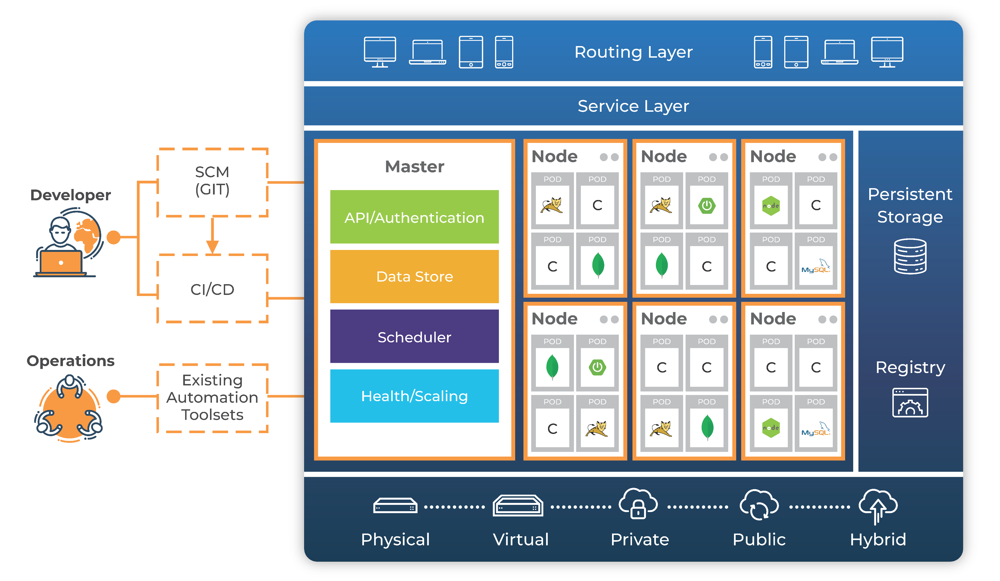 Routing Layer
Service Layer
Developer
SCM
(GIT)
CI/CD
Operations
Existing
Automation
Toolsets
Master
API/Authentication
Data Store
Scheduler
Health/Scaling
Node
POD
POD
C
POD
POD
C
Node
POD
POD
POD
POD
C
Node
POD
POD
node
C
POD
POD
C
MySQL
Node
POD
POD
POD
POD
C
Node
POD
POD
C
C
POD
POD
Node
POD
POD
C
C
POD
POD
node
MySQL
Persistent
Storage
Registry
Physical
Virtual
Private
Public
Hybrid